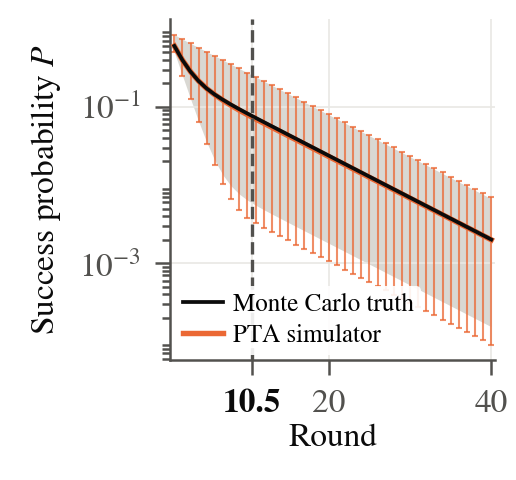 Success probability P
10⁻¹
10⁻³
Monte Carlo truth
PTA simulator
10.5 20 40
Round